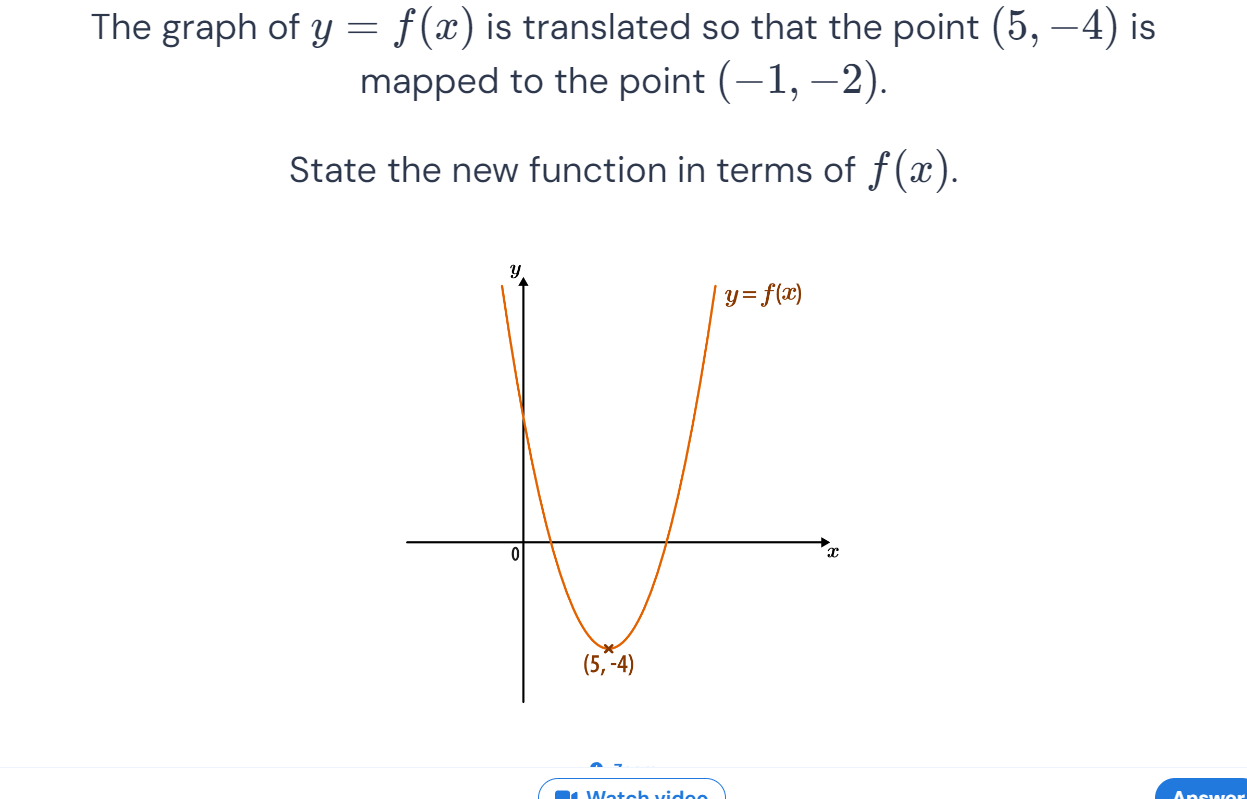 The graph of y = f(x) is translated so that the point (5, −4) is
mapped to the point (−1, −2).
State the new function in terms of f(x).
y
y = f(x)
0
x
(5, -4)
Watch video
Answer